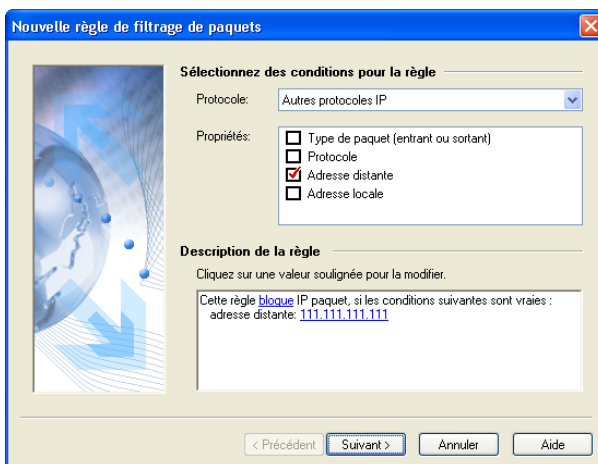 Nouvelle règle de filtrage de paquets
Sélectionnez des conditions pour la règle
Protocole: Autres protocoles IP
Propriétés:
Type de paquet (entrant ou sortant)
Protocole
Adresse distante
Adresse locale
Description de la règle
Cliquez sur une valeur soulignée pour la modifier.
Cette règle bloque IP paquet, si les conditions suivantes sont vraies :
adresse distante: 111.111.111.111
< Précédent Suivant > Annuler Aide